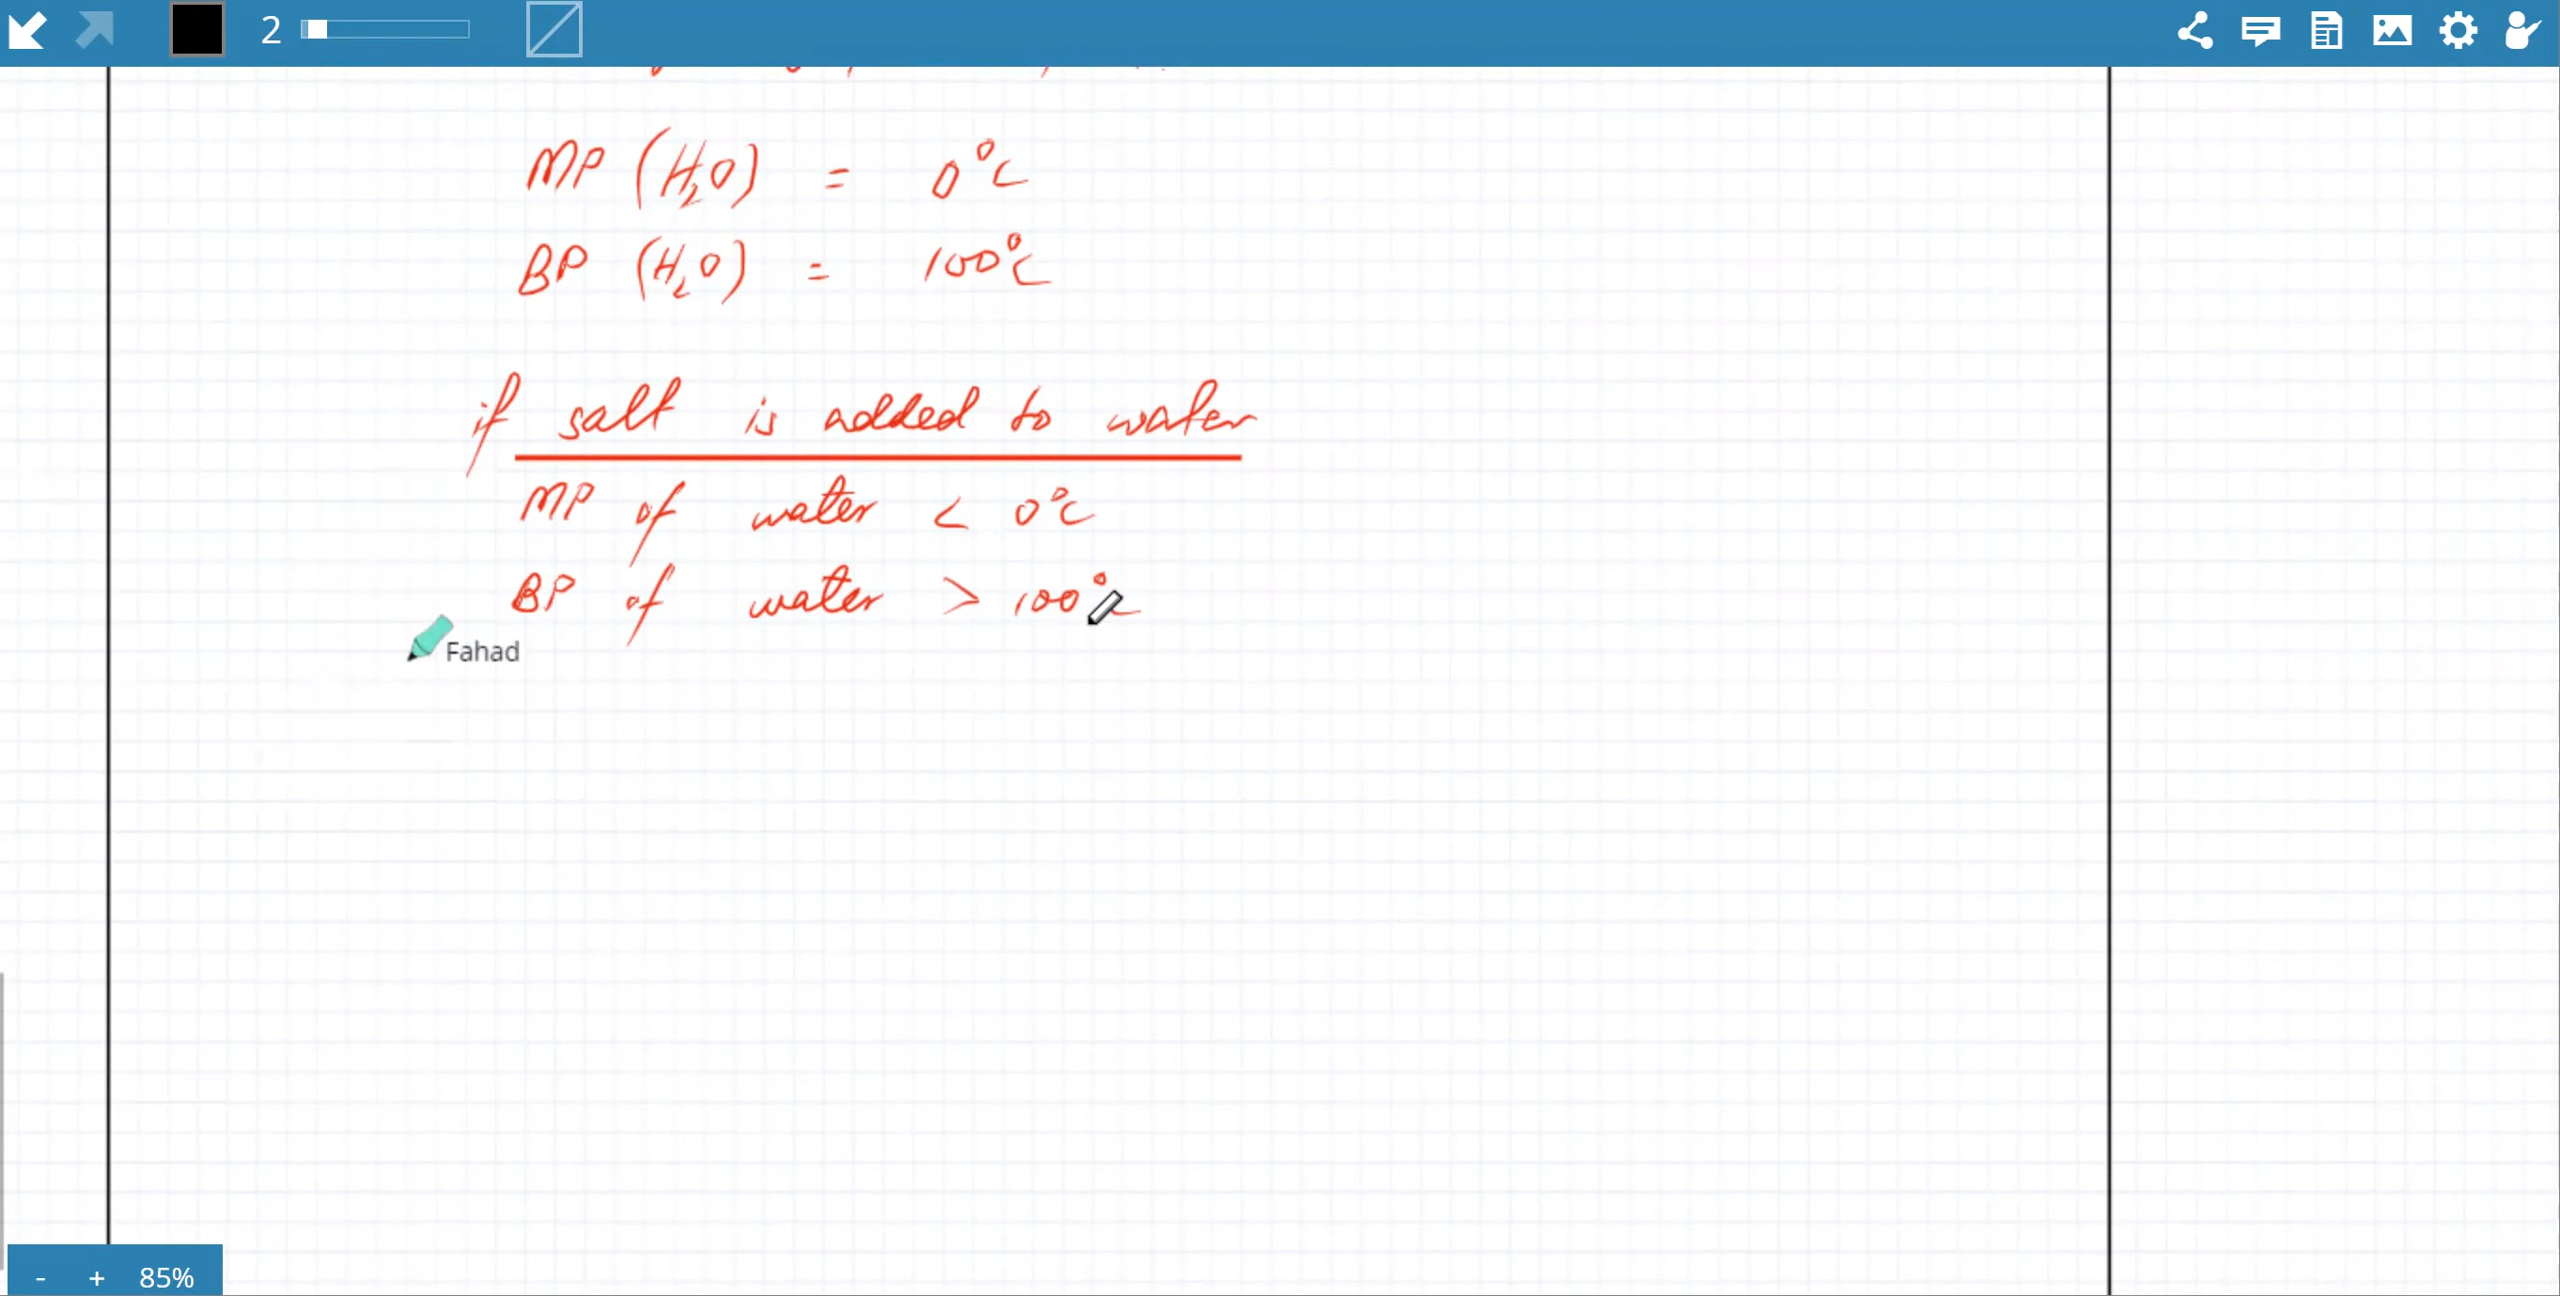 2
MP (H₂O) = 0°C
BP (H₂O) = 100°C
if salt is added to water
MP of water < 0°C
BP of water > 100°C
Fahad
- + 85%